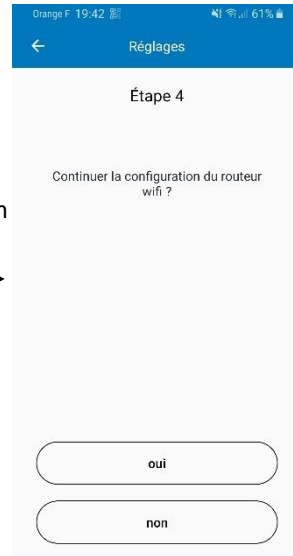 Orange F 19:42 61%
Réglages
Étape 4
Continuer la configuration du routeur
wifi ?
n
oui
non